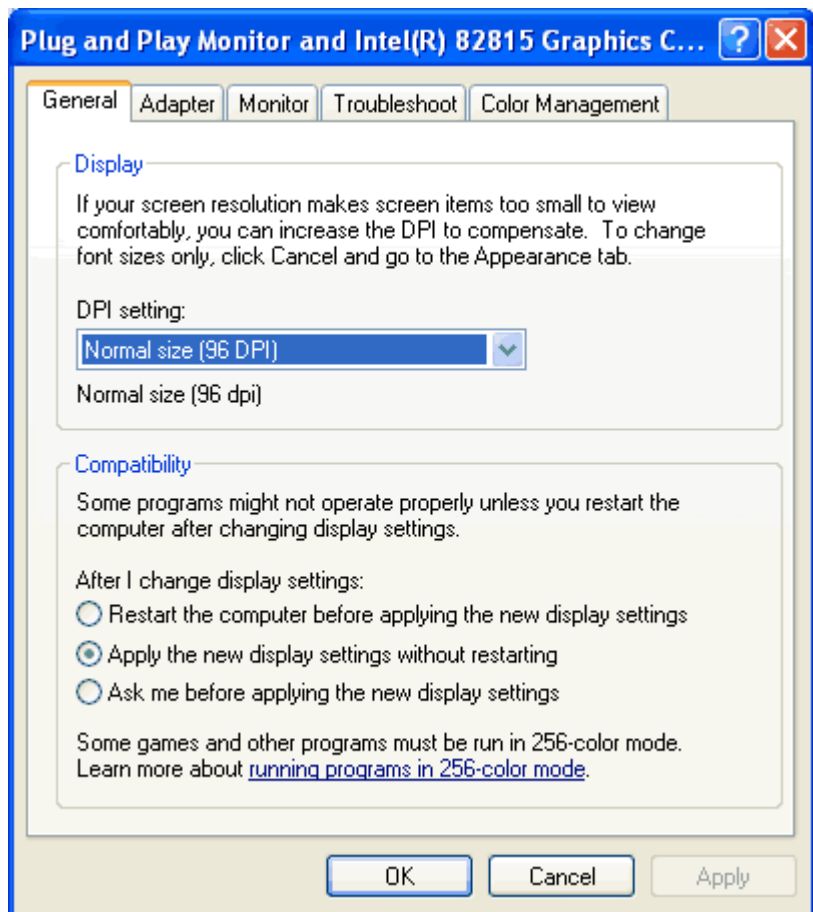 Plug and Play Monitor and Intel(R) 82815 Graphics C... ?
General Adapter Monitor Troubleshoot Color Management
Display
If your screen resolution makes screen items too small to view
comfortably, you can increase the DPI to compensate. To change
font sizes only, click Cancel and go to the Appearance tab.
DPI setting:
Normal size (96 DPI)
Normal size (96 dpi)
Compatibility
Some programs might not operate properly unless you restart the
computer after changing display settings.
After I change display settings:
Restart the computer before applying the new display settings
Apply the new display settings without restarting
Ask me before applying the new display settings
Some games and other programs must be run in 256-color mode.
Learn more about running programs in 256-color mode.
OK Cancel Apply